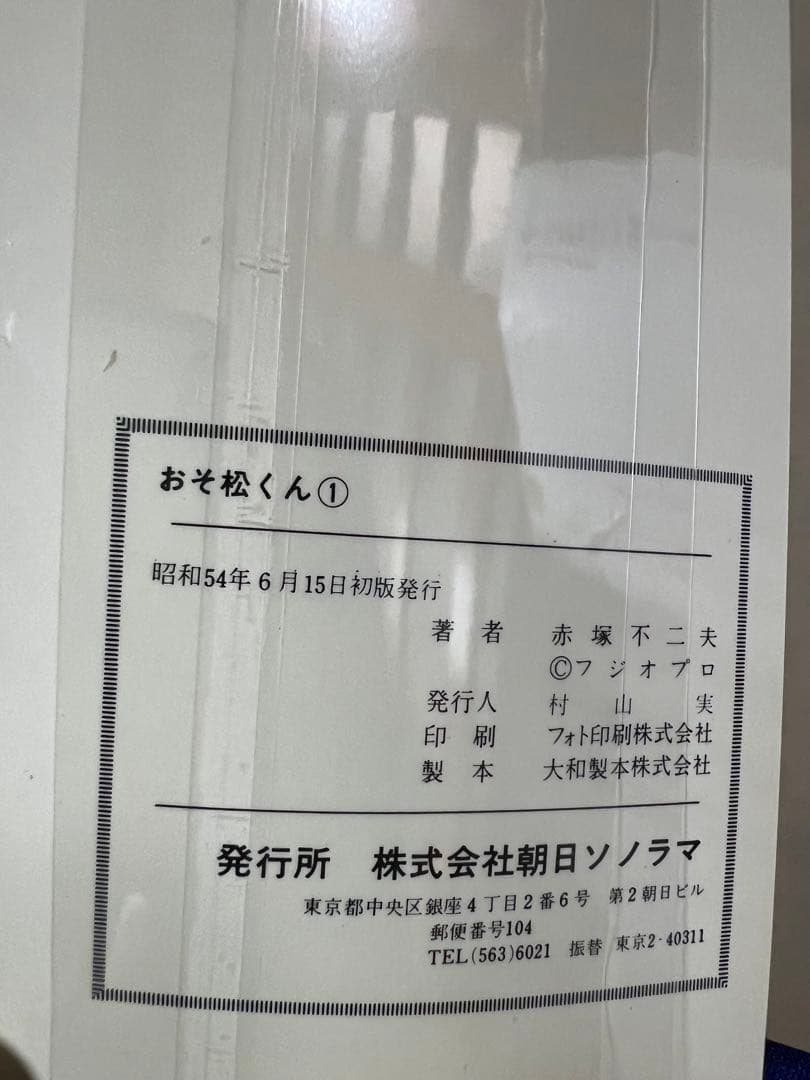 おそ松くん①
昭和54年6月15日初版発行
著者 赤塚不二夫
Ⓒフジオプロ
発行人 村山実
印刷 フォト印刷株式会社
製本 大和製本株式会社
発行所 株式会社朝日ソノラマ
東京都中央区銀座4丁目2番6号 第2朝日ビル
郵便番号104
TEL(563)6021 振替 東京2-40311